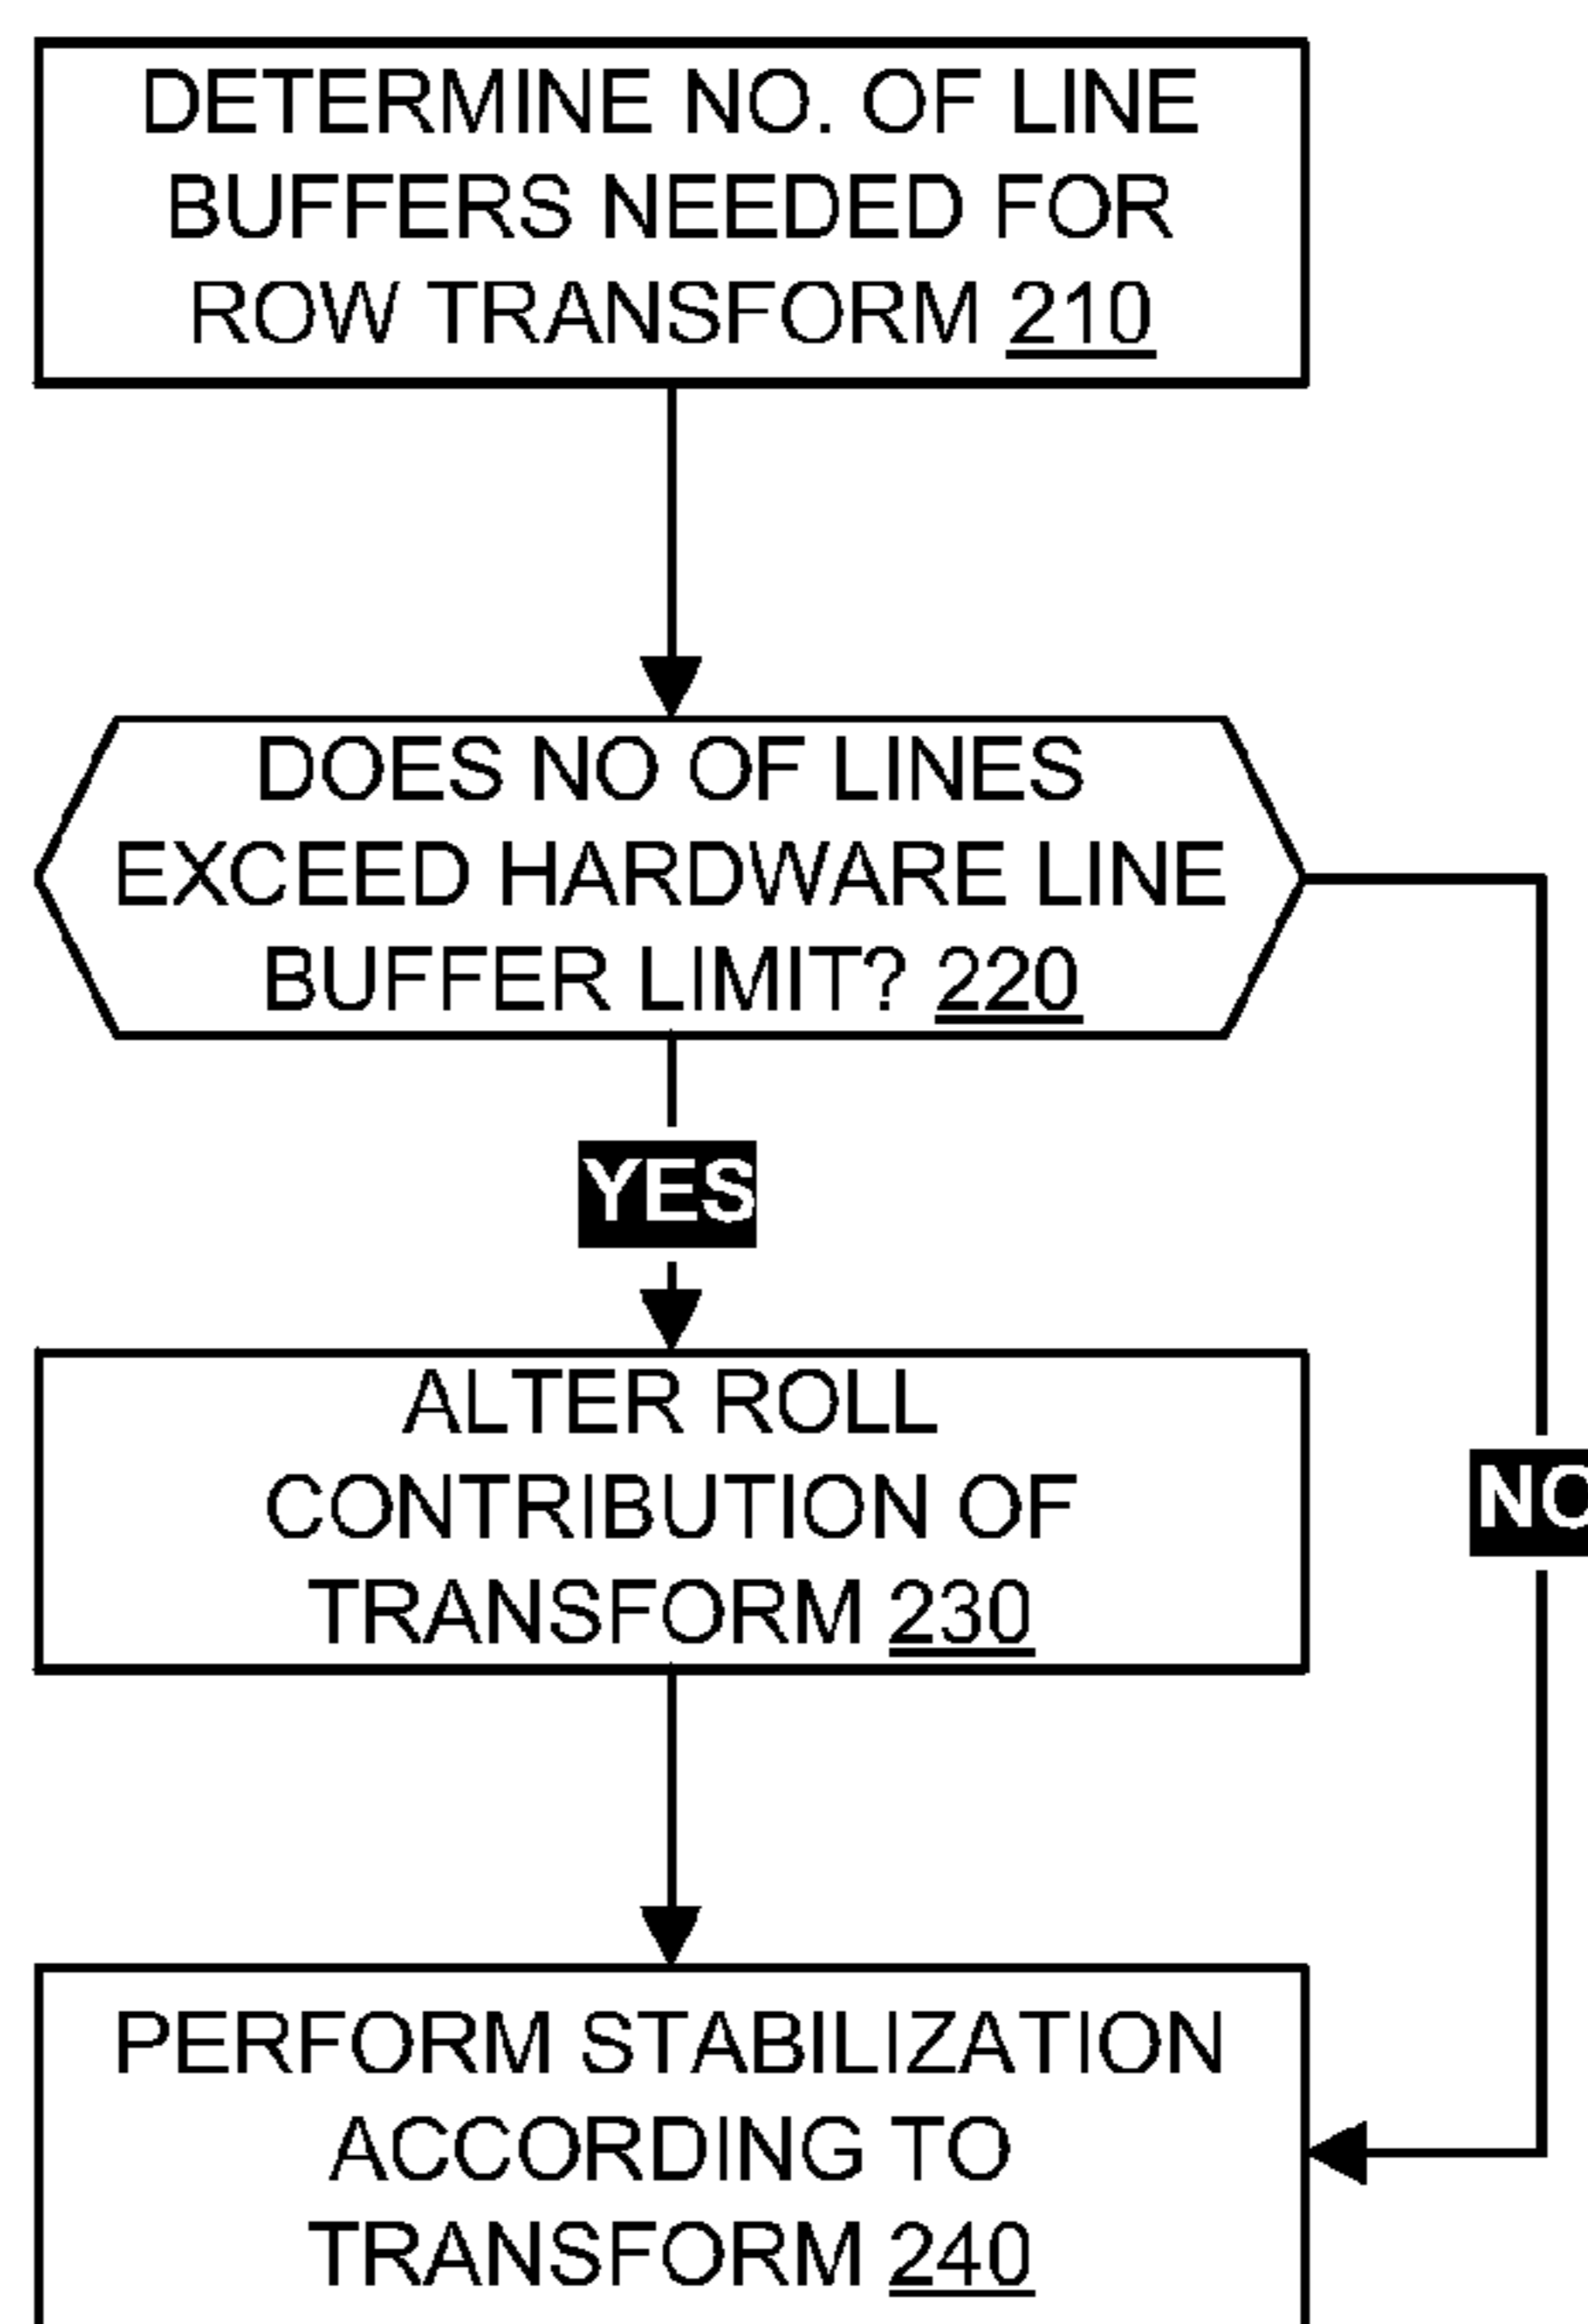 DETERMINE NO. OF LINE
BUFFERS NEEDED FOR
ROW TRANSFORM 210
DOES NO OF LINES
EXCEED HARDWARE LINE
BUFFER LIMIT? 220
YES
ALTER ROLL
CONTRIBUTION OF
TRANSFORM 230
NO
PERFORM STABILIZATION
ACCORDING TO
TRANSFORM 240